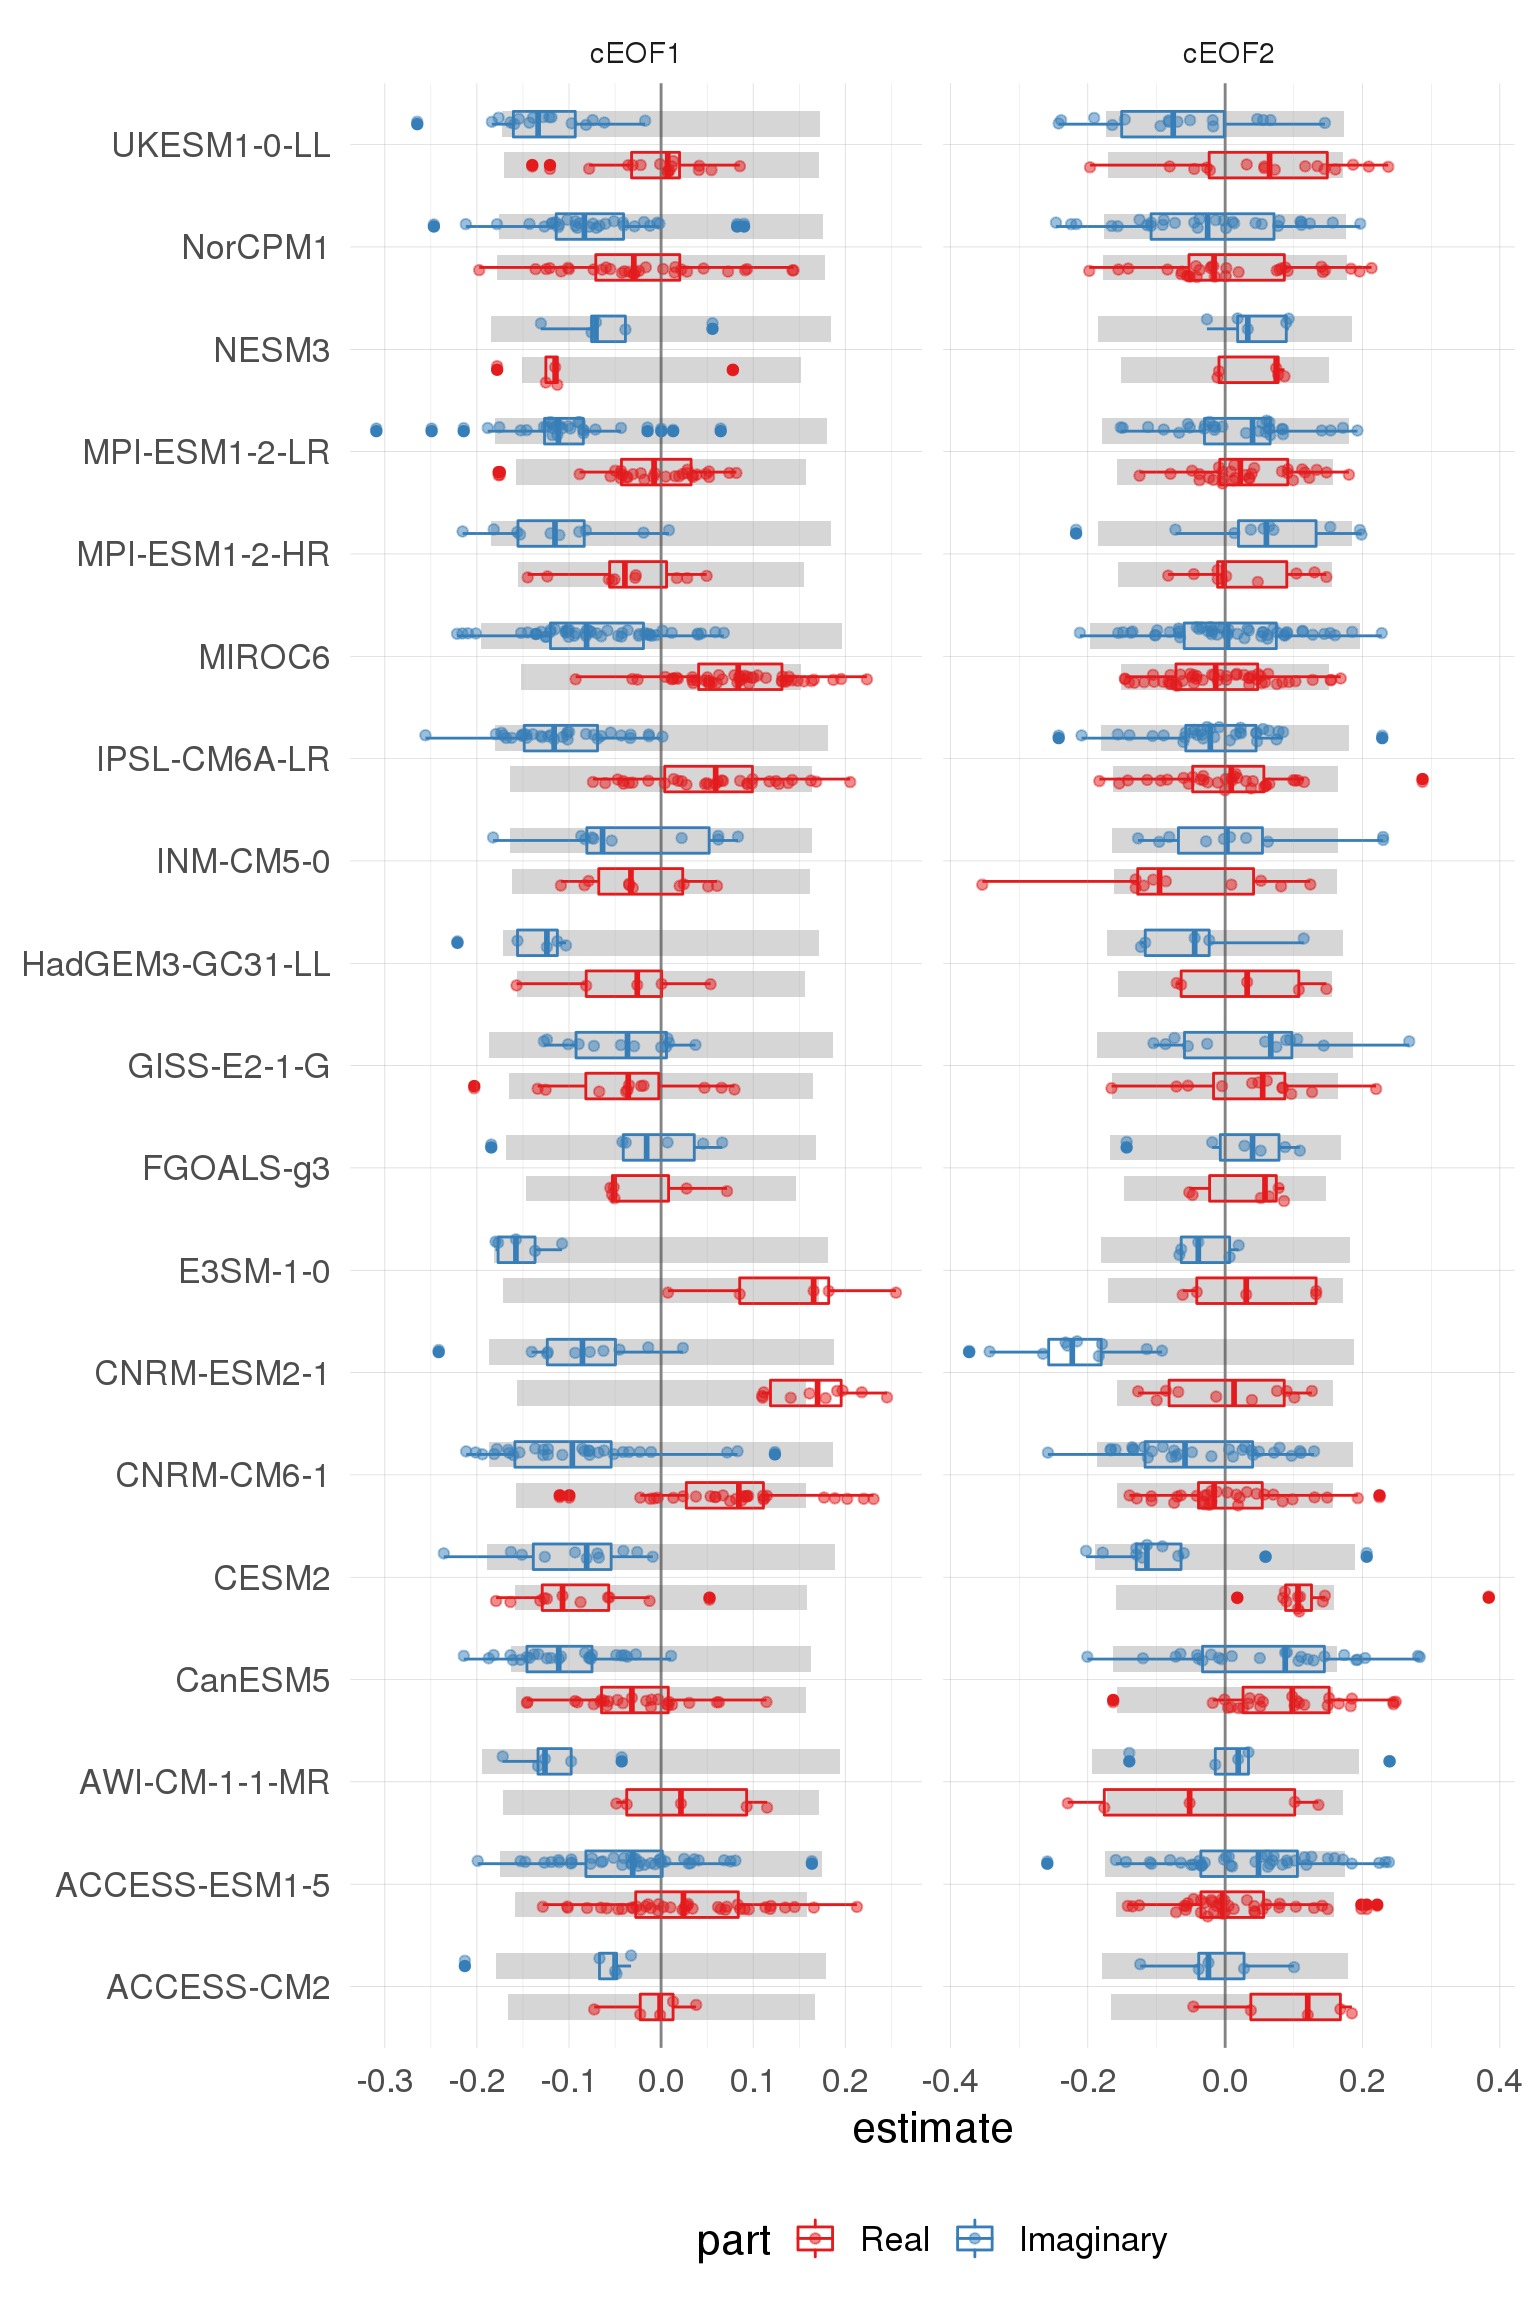 cEOF1 cEOF2
UKESM1-0-LL
NorCPM1
NESM3
MPI-ESM1-2-LR
MPI-ESM1-2-HR
MIROC6
IPSL-CM6A-LR
INM-CM5-0
HadGEM3-GC31-LL
GISS-E2-1-G
FGOALS-g3
E3SM-1-0
CNRM-ESM2-1
CNRM-CM6-1
CESM2
CanESM5
AWI-CM-1-1-MR
ACCESS-ESM1-5
ACCESS-CM2
-0.3 -0.2 -0.1 0.0 0.1 0.2 -0.4 -0.2 0.0 0.2 0.4
estimate
part Real Imaginary